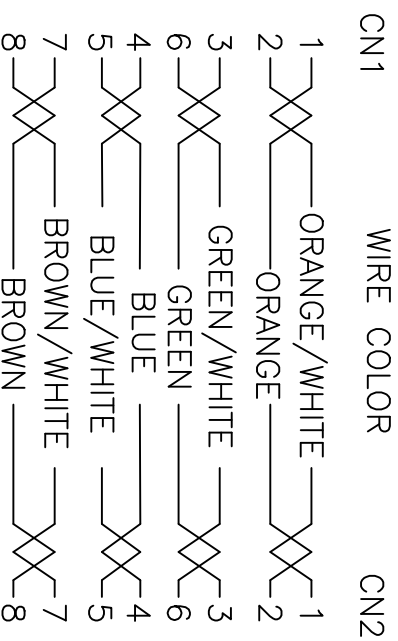 CN1 WIRE COLOR CN2
1 ORANGE/WHITE 1
2 ORANGE 2
3 GREEN/WHITE 3
6 GREEN 6
4 BLUE 4
5 BLUE/WHITE 5
7 BROWN/WHITE 7
8 BROWN 8